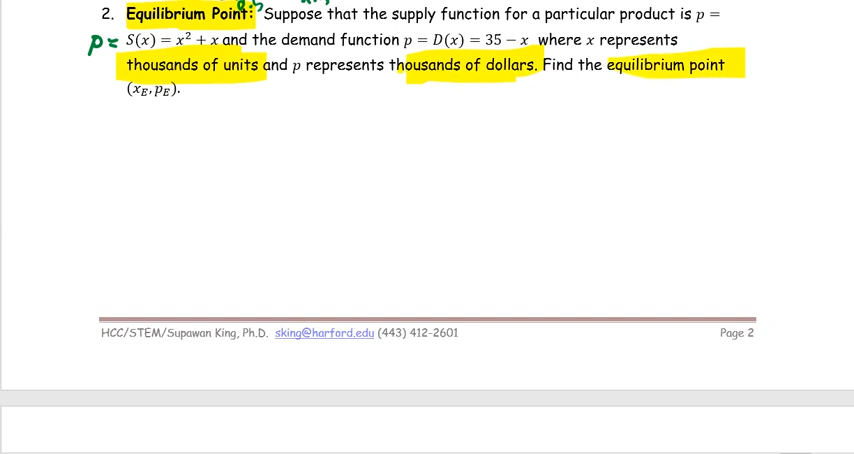 2. Equilibrium Point: Suppose that the supply function for a particular product is p =
p = S(x) = x² + x and the demand function p = D(x) = 35 − x where x represents
thousands of units and p represents thousands of dollars. Find the equilibrium point
(x_E, p_E).
HCC/STEM/Supawan King, Ph.D. sking@harford.edu (443) 412-2601 Page 2